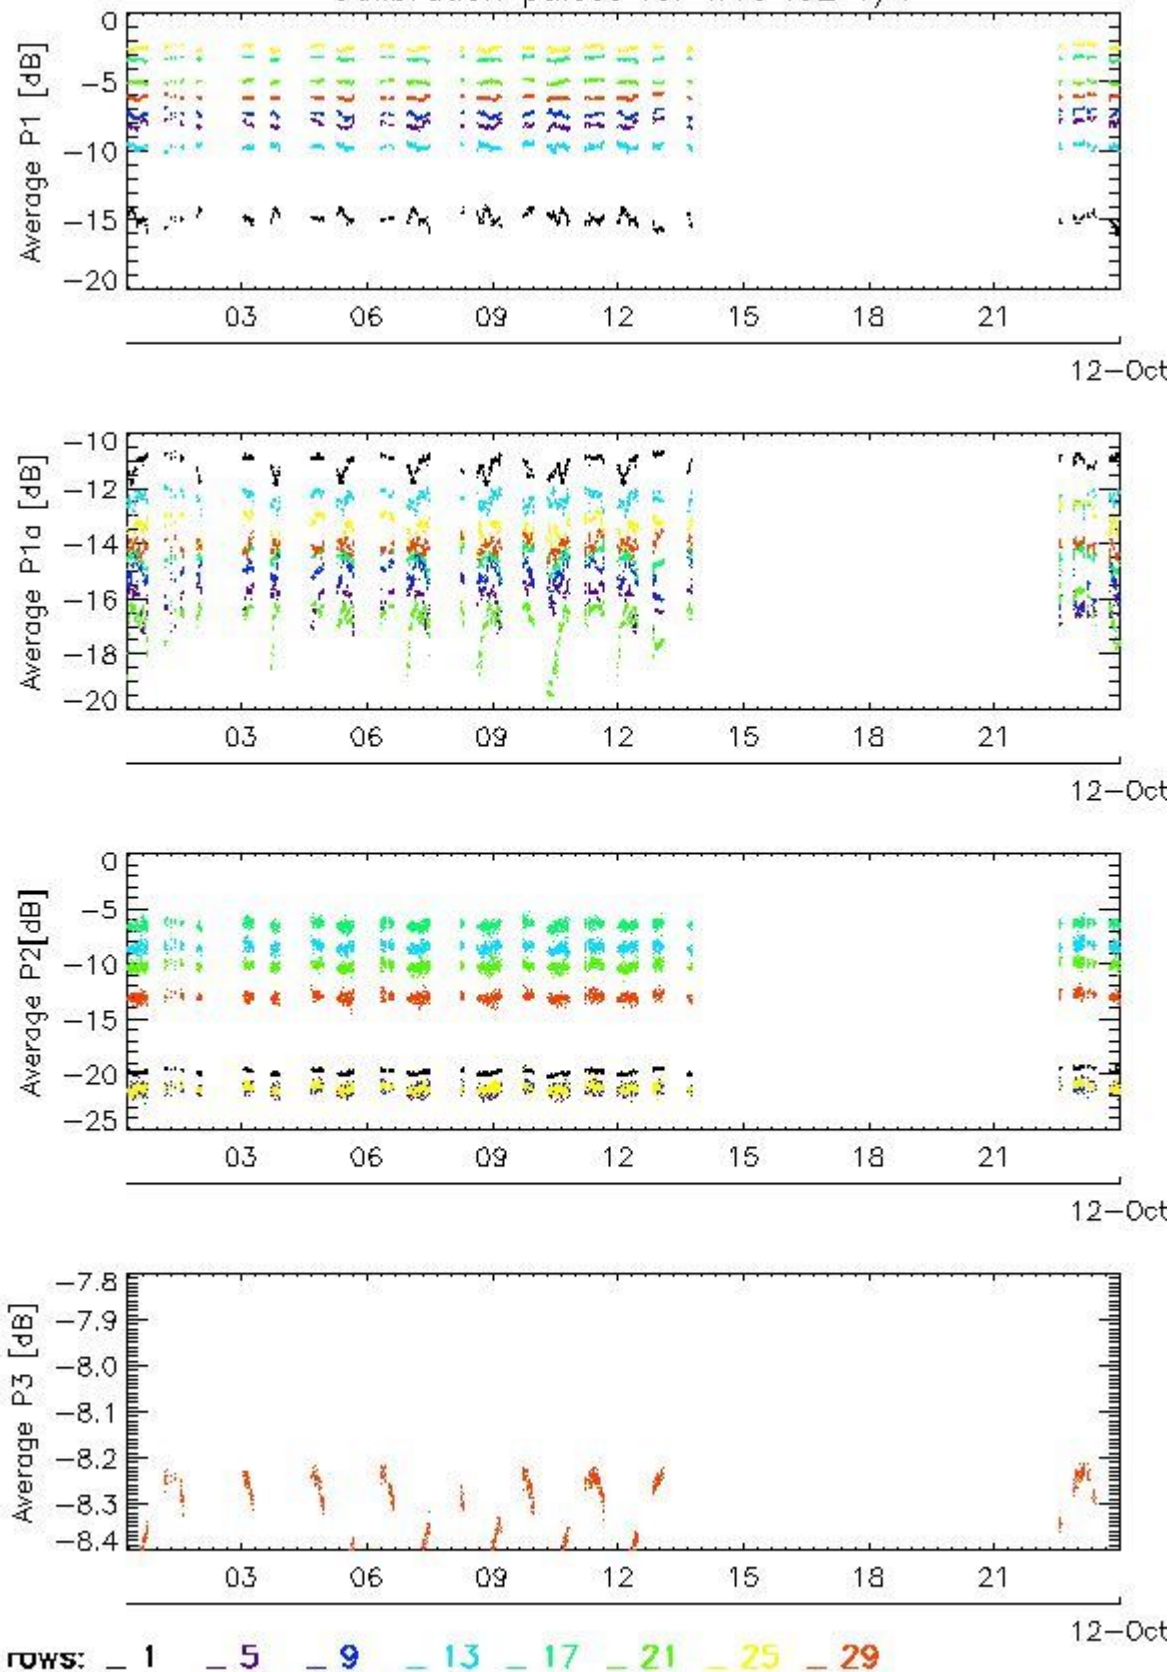 0
−5
−10
−15
−20
Average P1 [dB]
03 06 09 12 15 18 21
12−Oct
−10
−12
−14
−16
−18
−20
Average P1a [dB]
03 06 09 12 15 18 21
12−Oct
0
−5
−10
−15
−20
−25
Average P2[dB]
03 06 09 12 15 18 21
12−Oct
−7.8
−7.9
−8.0
−8.1
−8.2
−8.3
−8.4
Average P3 [dB]
03 06 09 12 15 18 21
12−Oct
rows: _ 1 _ 5 _ 9 _ 13 _ 17 _ 21 _ 25 _ 29